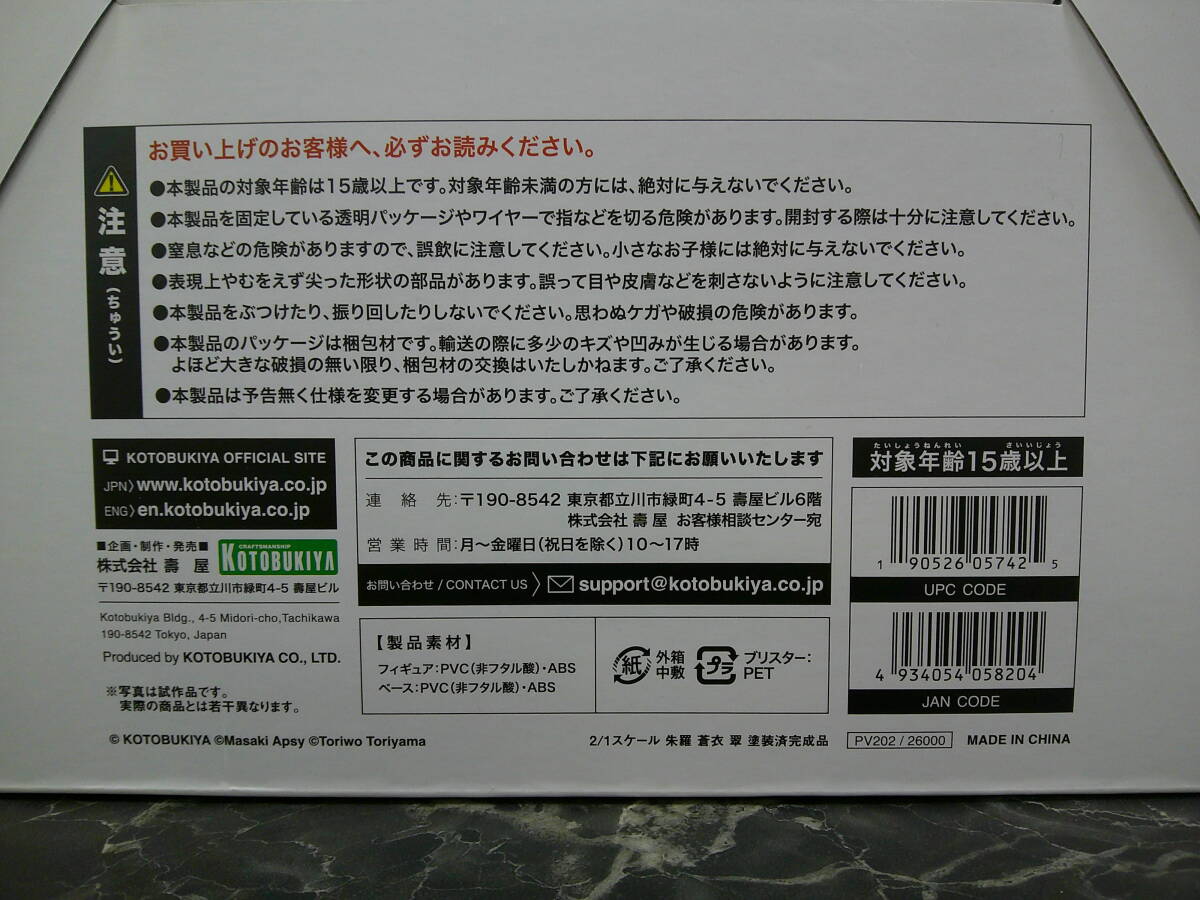 お買い上げのお客様へ、必ずお読みください。
注意(ちゅうい)
●本製品の対象年齢は15歳以上です。対象年齢未満の方には、絶対に与えないでください。
●本製品を固定している透明パッケージやワイヤーで指などを切る危険があります。開封する際は十分に注意してください。
●窒息などの危険がありますので、誤飲に注意してください。小さなお子様には絶対に与えないでください。
●表現上やむをえず尖った形状の部品があります。誤って目や皮膚などを刺さないように注意してください。
●本製品をぶつけたり、振り回したりしないでください。思わぬケガや破損の危険があります。
●本製品のパッケージは梱包材です。輸送の際に多少のキズや凹みが生じる場合があります。
よほど大きな破損の無い限り、梱包材の交換はいたしかねます。ご了承ください。
●本製品は予告無く仕様を変更する場合があります。ご了承ください。
KOTOBUKIYA OFFICIAL SITE
JPN〉www.kotobukiya.co.jp
ENG〉en.kotobukiya.co.jp
■企画・制作・発売■
株式会社 壽 屋
CRAFTSMANSHIP
KOTOBUKIYA
〒190-8542 東京都立川市緑町4-5 壽屋ビル
Kotobukiya Bldg., 4-5 Midori-cho,Tachikawa
190-8542 Tokyo, Japan
Produced by KOTOBUKIYA CO., LTD.
※写真は試作品です。
実際の商品とは若干異なります。
この商品に関するお問い合わせは下記にお願いいたします
連絡先:〒190-8542 東京都立川市緑町4-5 壽屋ビル6階
株式会社 壽 屋 お客様相談センター宛
営業時間:月〜金曜日(祝日を除く)10〜17時
お問い合わせ / CONTACT US 〉 support@kotobukiya.co.jp
【製品素材】
フィギュア:PVC(非フタル酸)・ABS
ベース:PVC(非フタル酸)・ABS
紙
外箱
中敷
プラ
ブリスター:
PET
たいしょうねんれい さいいじょう
対象年齢15歳以上
1 90526 05742 5
UPC CODE
4 934054 058204
JAN CODE
© KOTOBUKIYA ©Masaki Apsy ©Toriwo Toriyama
2/1スケール 朱羅 蒼衣 翠 塗装済完成品
PV202 / 26000
MADE IN CHINA